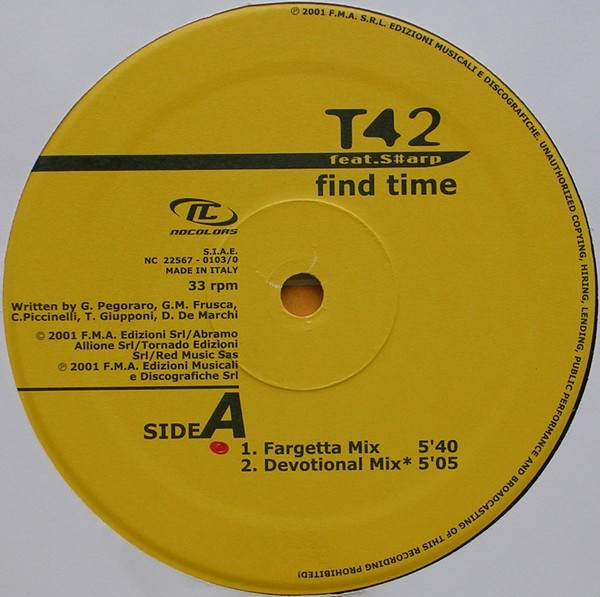 ℗ 2001 F.M.A. S.R.L. EDIZIONI MUSICALI E DISCOGRAFICHE. UNAUTHORIZED COPYING, HIRING, LENDING, PUBLIC PERFORMANCE AND BROADCASTING OF THIS RECORDING PROHIBITED!
T42
feat.S#arp
find time
NC
NOCOLORS
S.I.A.E.
NC 22567 - 0103/0
MADE IN ITALY
33 rpm
Written by G. Pegoraro, G.M. Frusca,
C.Piccinelli, T. Giupponi, D. De Marchi
© 2001 F.M.A. Edizioni Srl/Abramo
Allione Srl/Tornado Edizioni
Srl/Red Music Sas
℗ 2001 F.M.A. Edizioni Musicali
e Discografiche Srl
SIDE A
1. Fargetta Mix 5'40
2. Devotional Mix* 5'05